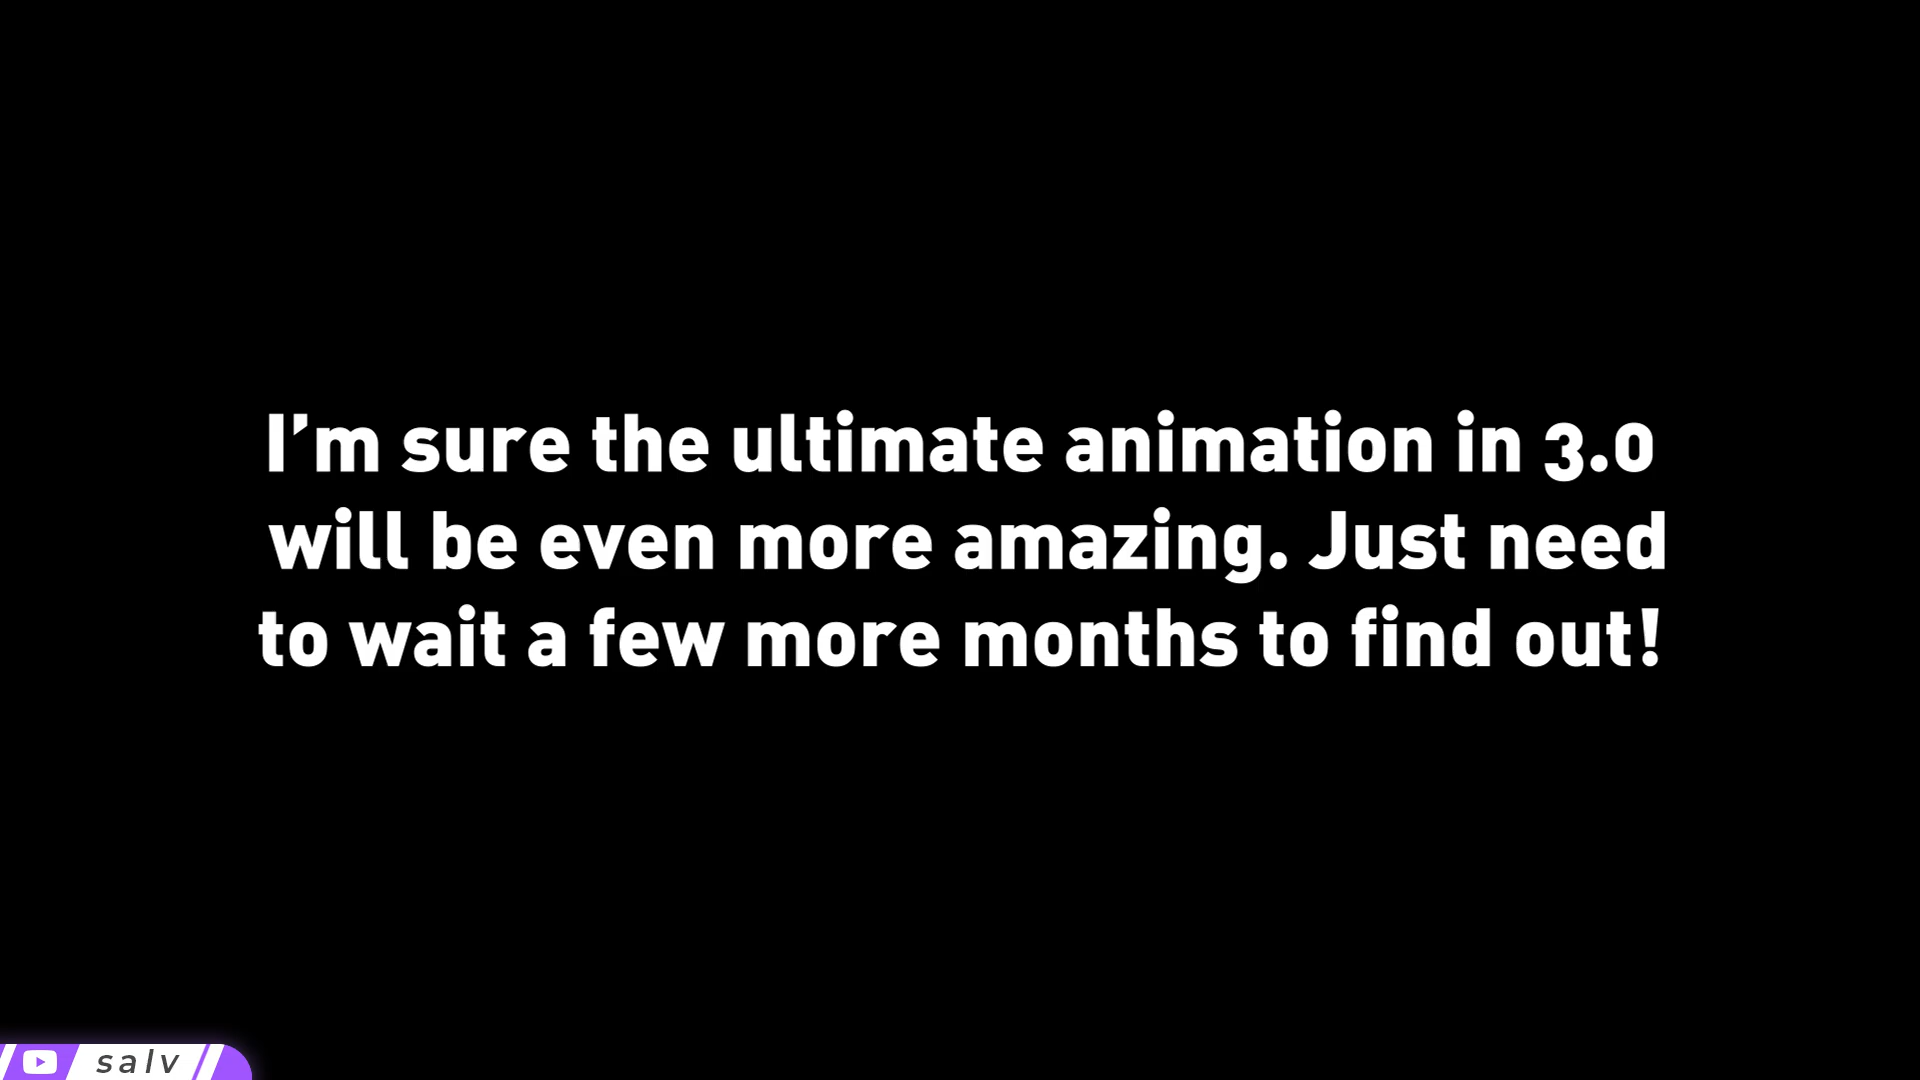 I’m sure the ultimate animation in 3.0
will be even more amazing. Just need
to wait a few more months to find out!
salv